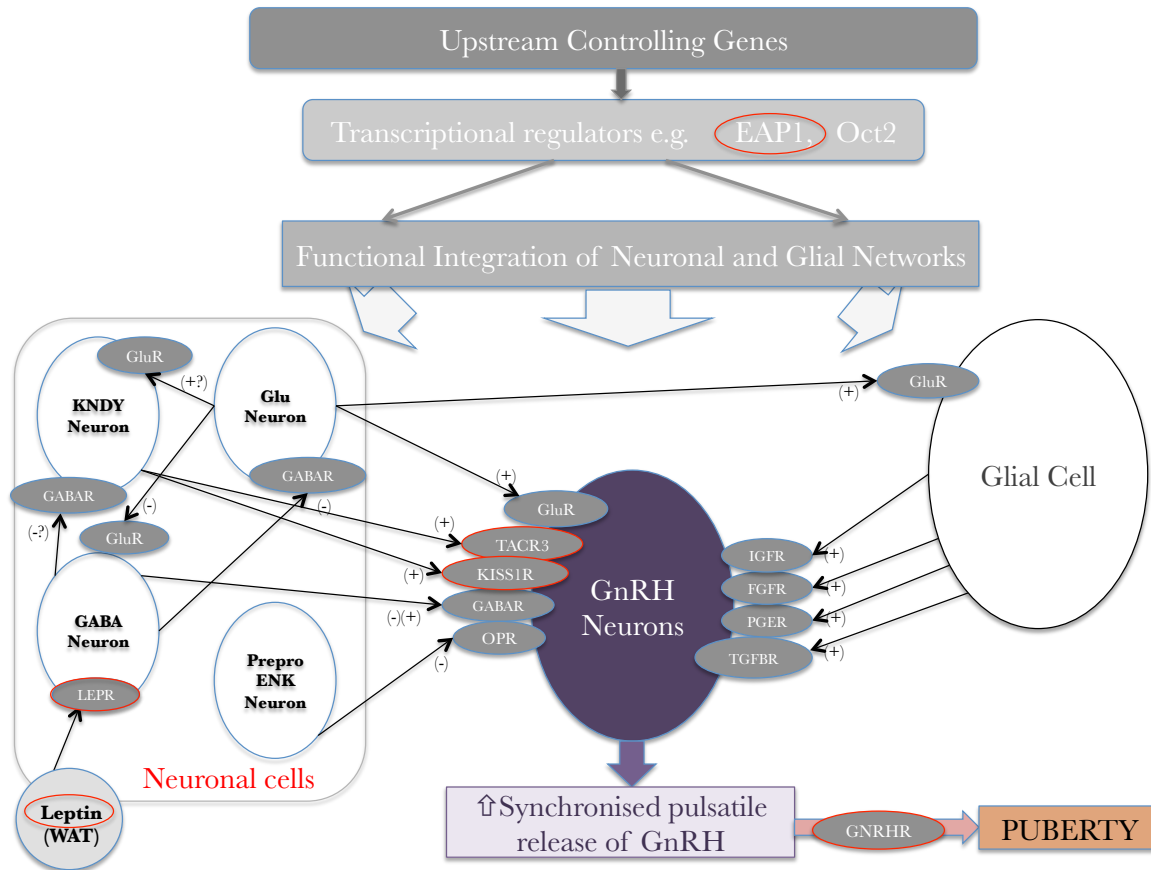 Upstream Controlling Genes
Transcriptional regulators e.g. EAP1, Oct2
Functional Integration of Neuronal and Glial Networks
GluR
(+?)
KNDY
Neuron
Glu
Neuron
GABAR
(-)
GABAR
(-?)
(-)
GluR
GABA
Neuron
LEPR
Prepro
ENK
Neuron
Neuronal cells
Leptin
(WAT)
(+)
GluR
Glial Cell
(+)
GluR
(+)
TACR3
(+)
KISS1R
(-)(+)
GABAR
(-)
OPR
GnRH
Neurons
IGFR
(+)
FGFR
(+)
PGER
(+)
TGFBR
(+)
⇧Synchronised pulsatile
release of GnRH
GNRHR
PUBERTY